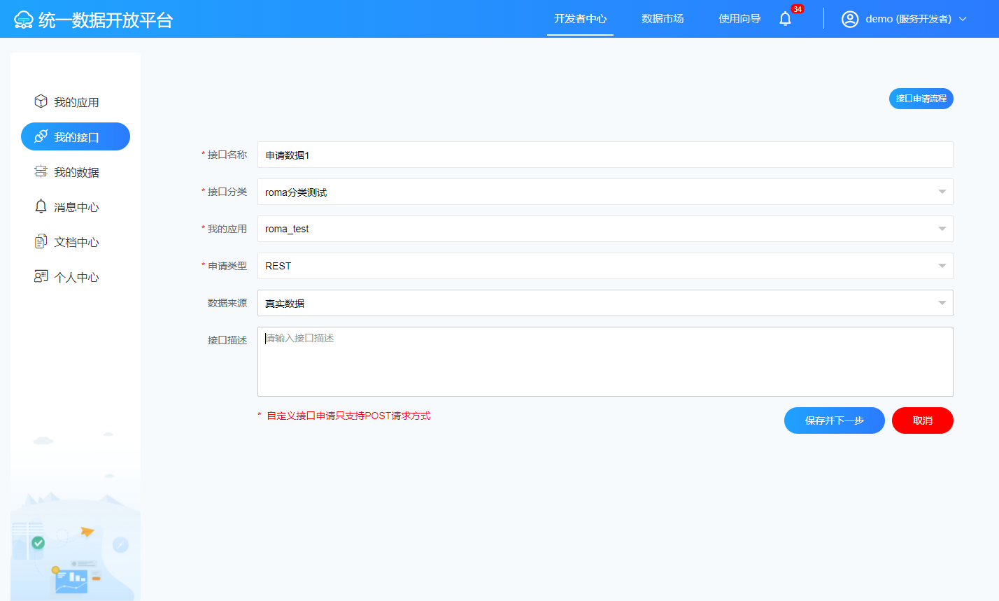 统一数据开放平台
开发者中心
数据市场
使用向导
34
demo (服务开发者)
我的应用
我的接口
我的数据
消息中心
文档中心
个人中心
接口申请流程
* 接口名称 申请数据1
* 接口分类 roma分类测试
* 我的应用 roma_test
* 申请类型 REST
数据来源 真实数据
接口描述 请输入接口描述
* 自定义接口申请只支持POST请求方式
保存并下一步
取消